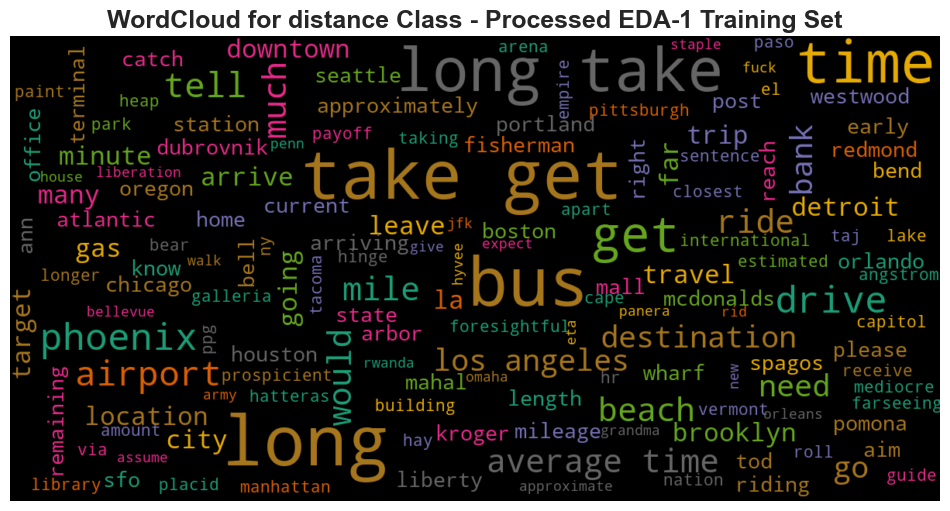 WordCloud for distance Class - Processed EDA-1 Training Set
downtown
arena
staple
paso
time
catch
long take
tell
much
terminal
seattle
empire
fuck
el
paint
heap
approximately
pittsburgh
post
westwood
office
park
station
portland
trip
early
payoff
taking
fisherman
right
far
bank
minute
dubrovnik
penn
sentence
reach
redmond
house
liberation
take get
closest
bend
many
oregon
arrive
current
apart
detroit
ann
atlantic
home
leave
jfk
boston
get
ride
give
international
taj
lake
gas
bear
bell
ny
arriving
expect
know
walk
going
tacoma
hinge
hyvee
bus
estimated
orlando
longer
chicago
galleria
mile
la
cape
mall
travel
angstrom
target
bellevue
would
state
panera
mcdonalds
rid
drive
phoenix
ppg
arbor
foresightful
eta
destination
capitol
houston
los angeles
please
airport
prospicient
rwanda
mahal
omaha
hr
wharf
new
spagos
receive
remaining
army
hatteras
building
length
need
mediocre
location
beach
vermont
orleans
farseeing
amount
city
long
hay
kroger
mileage
grandma
brooklyn
pomona
via
assume
roll
aim
average time
tod
go
library
sfo
placid
manhattan
liberty
approximate
nation
riding
guide